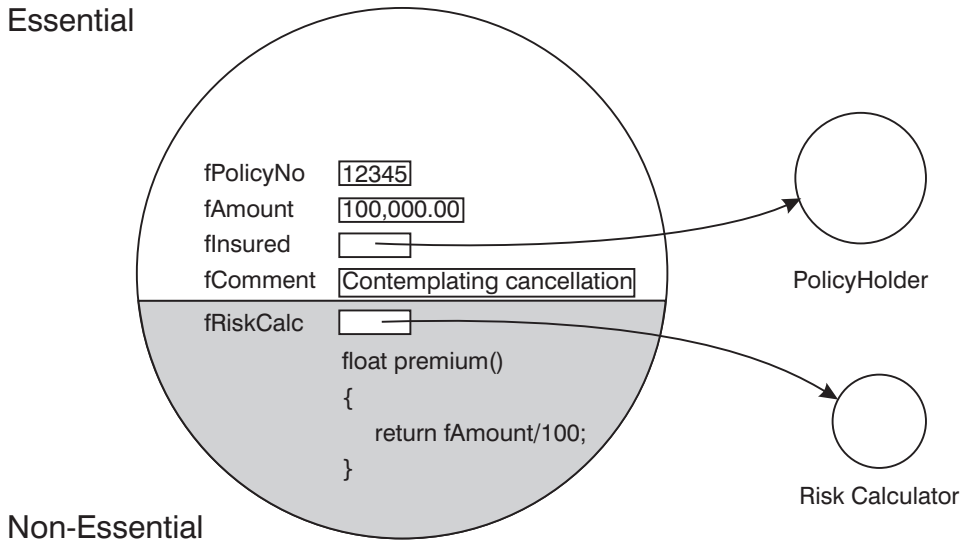 Essential
fPolicyNo 12345
fAmount 100,000.00
fInsured
fComment Contemplating cancellation
PolicyHolder
fRiskCalc
float premium()
{
return fAmount/100;
}
Risk Calculator
Non-Essential